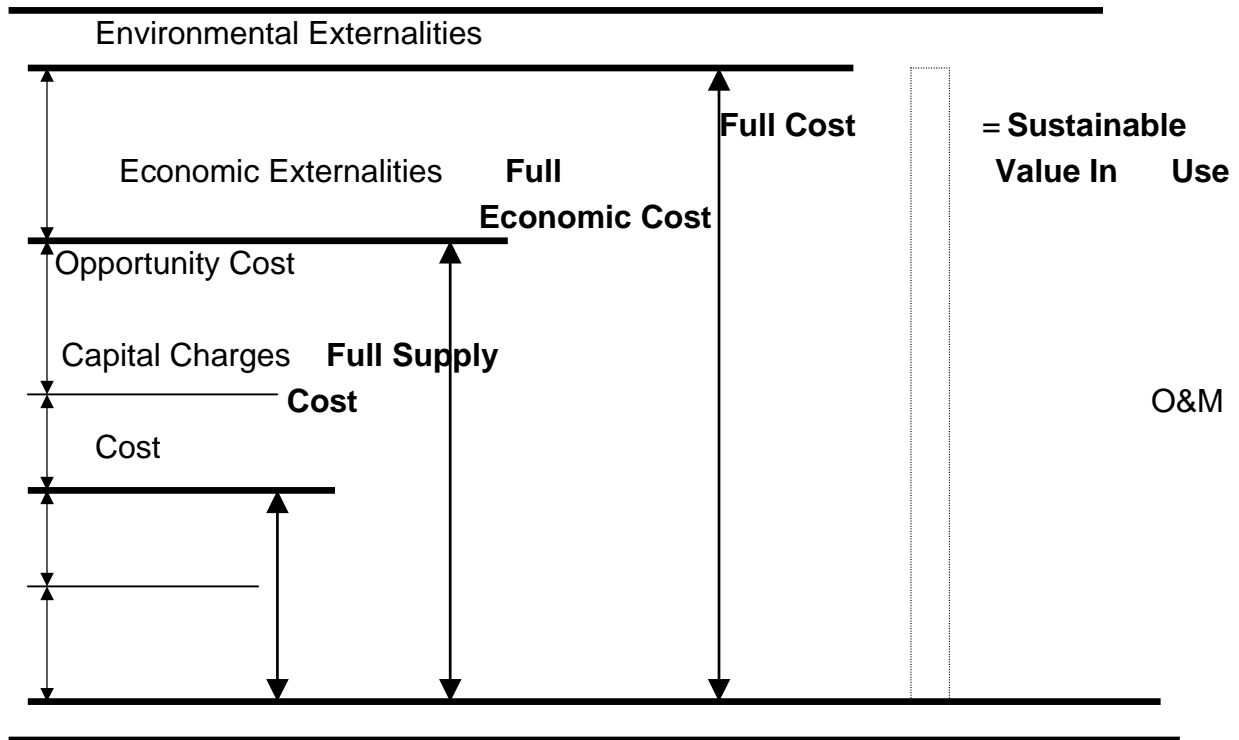 Environmental Externalities
Full Cost = Sustainable
Economic Externalities Full Value In Use
Economic Cost
Opportunity Cost
Capital Charges Full Supply
Cost O&M
Cost